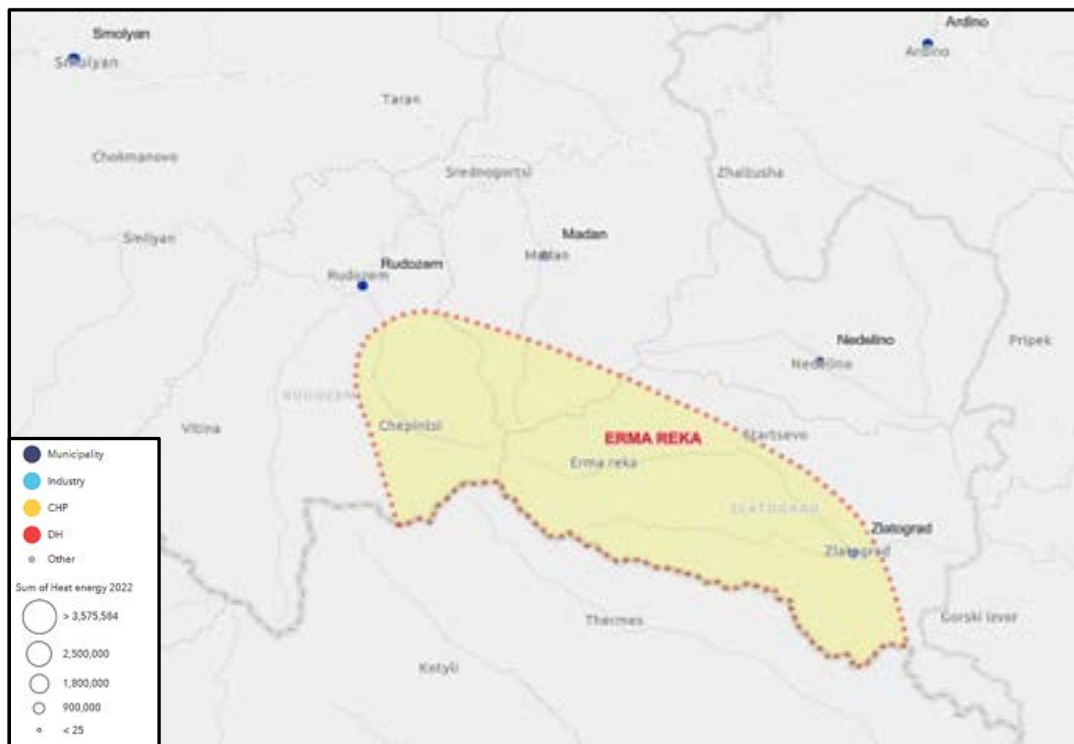 Smolyan
Smolyan
Ardino
Ardino
Taran
Chokmanovo
Srednogortsi
Zhaltusha
Smilyan
Madan
Madan
Rudozem
Rudozem
Pripek
Nedelino
Nedelino
RUDOZEM
Vitina
Chepintsi
ERMA REKA
Startsevo
Erma reka
ZLATOGRAD
Zlatograd
Zlatograd
Thermes
Gorski Izvor
Kotyli
Municipality
Industry
CHP
DH
Other
Sum of Heat energy 2022
> 3,575,584
2,500,000
1,800,000
900,000
< 25